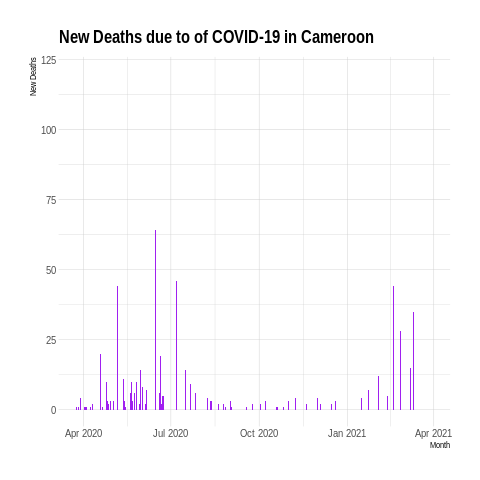 New Deaths due to of COVID-19 in Cameroon
New Deaths
125
100
75
50
25
0
Apr 2020
Jul 2020
Oct 2020
Jan 2021
Apr 2021
Month